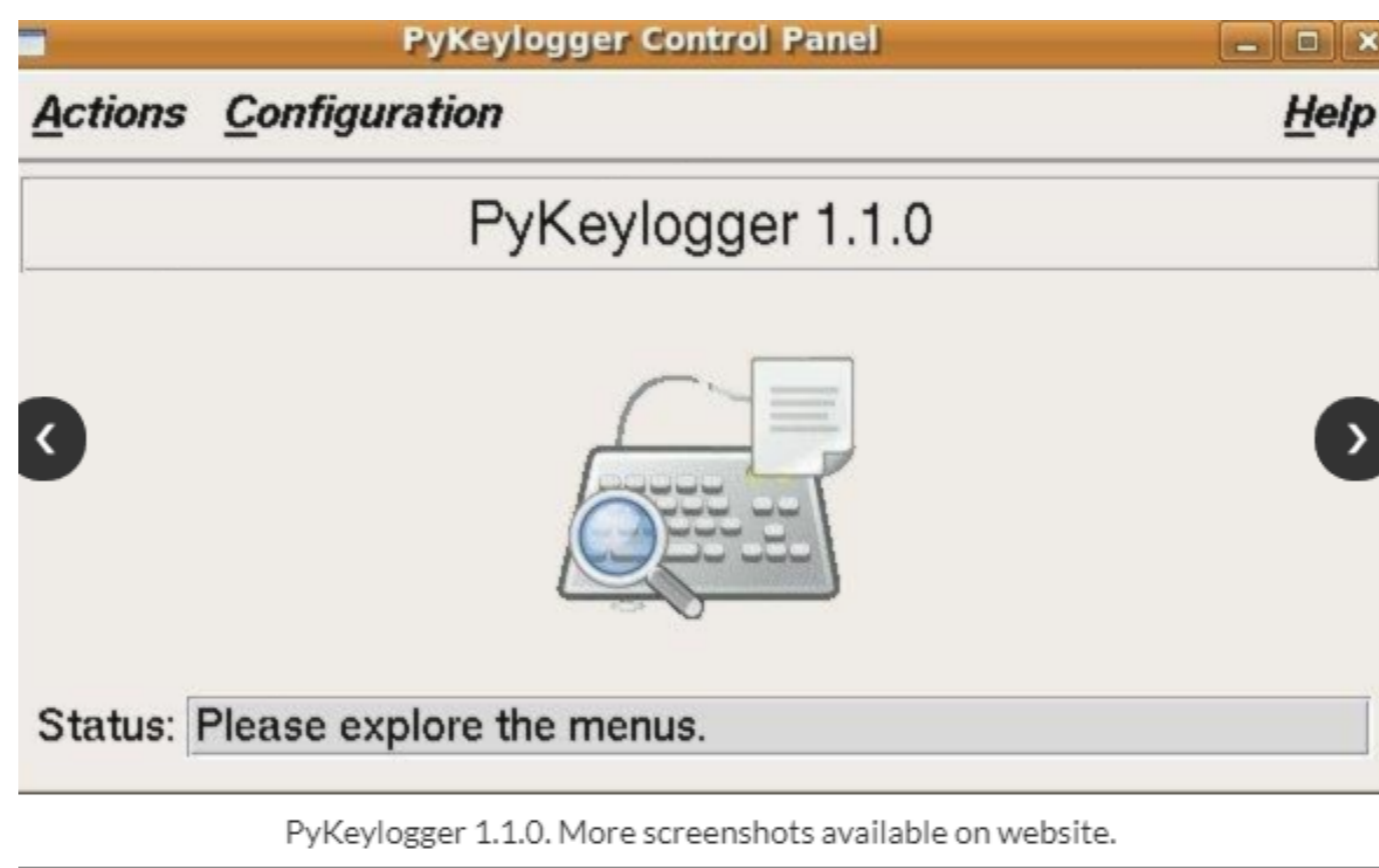 PyKeylogger Control Panel
Actions Configuration Help
PyKeylogger 1.1.0
Status: Please explore the menus.
PyKeylogger 1.1.0. More screenshots available on website.